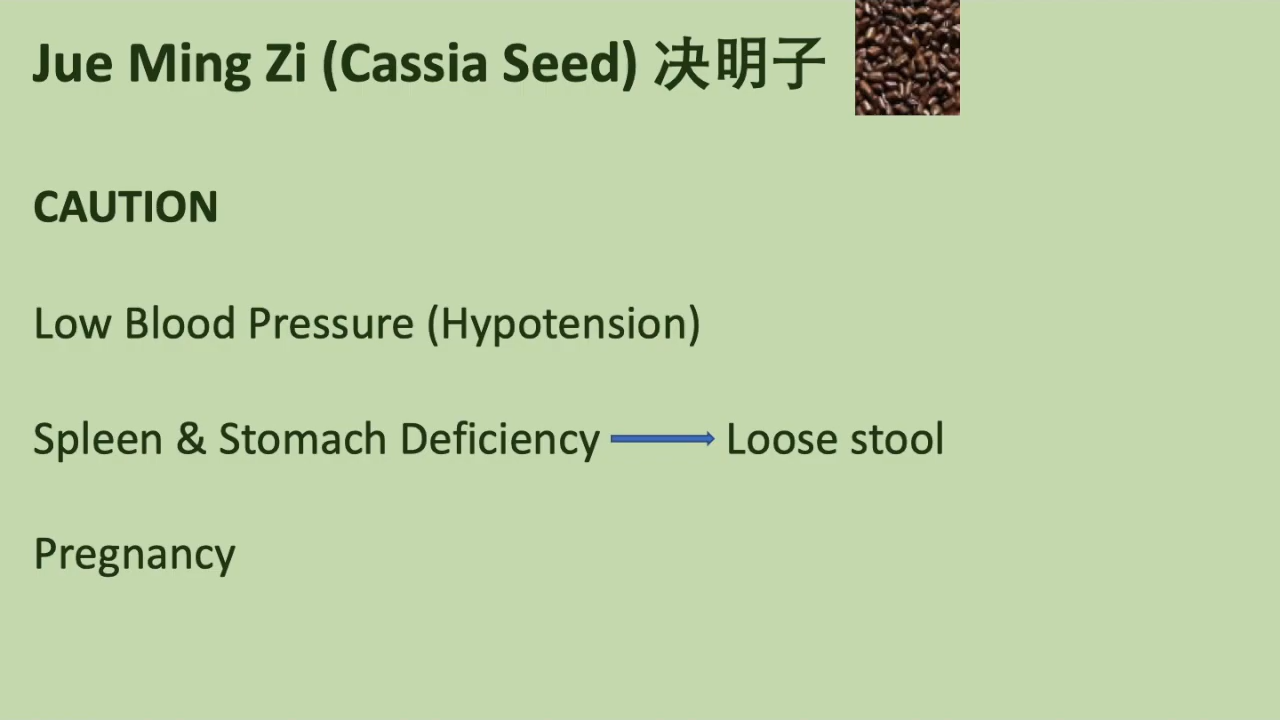 Jue Ming Zi (Cassia Seed) 决明子
CAUTION
Low Blood Pressure (Hypotension)
Spleen & Stomach Deficiency → Loose stool
Pregnancy